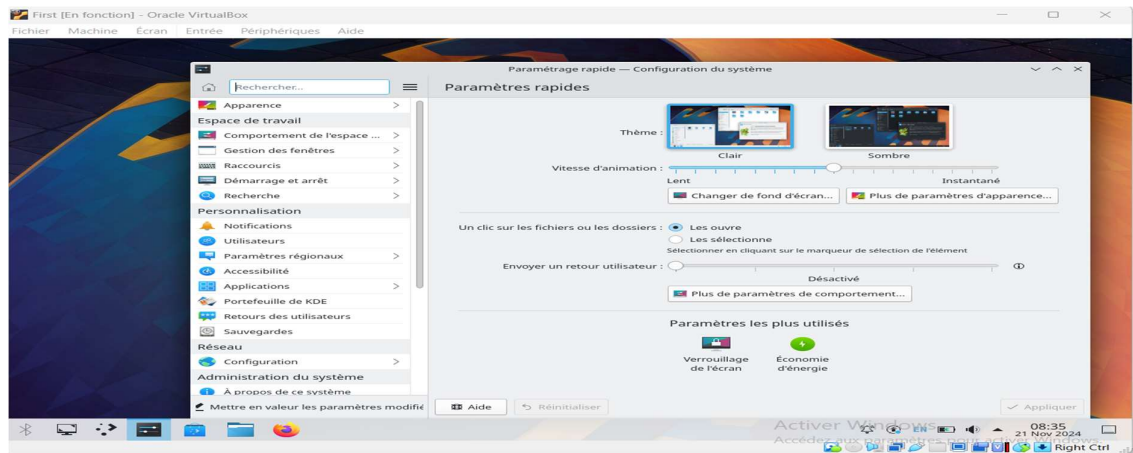 First [En fonction] - Oracle VirtualBox
Fichier Machine Écran Entrée Périphériques Aide
Paramétrage rapide — Configuration du système
Rechercher...
Paramètres rapides
Apparence
Espace de travail
Comportement de l'espace ...
Gestion des fenêtres
Raccourcis
Démarrage et arrêt
Recherche
Personnalisation
Notifications
Utilisateurs
Paramètres régionaux
Accessibilité
Applications
Portefeuille de KDE
Retours des utilisateurs
Sauvegardes
Réseau
Configuration
Administration du système
À propos de ce système
Mettre en valeur les paramètres modifié
Thème :
Clair Sombre
Vitesse d'animation :
Lent Instantané
Changer de fond d'écran... Plus de paramètres d'apparence...
Un clic sur les fichiers ou les dossiers : Les ouvre
Les sélectionne
Sélectionner en cliquant sur le marqueur de sélection de l'élément
Envoyer un retour utilisateur :
Désactivé
Plus de paramètres de comportement...
Paramètres les plus utilisés
Verrouillage de l'écran
Économie d'énergie
Aide Réinitialiser Appliquer
Activer Windows
Accéder aux paramètres pour activer Windows.
EN
08:35
21 Nov 2024
Right Ctrl